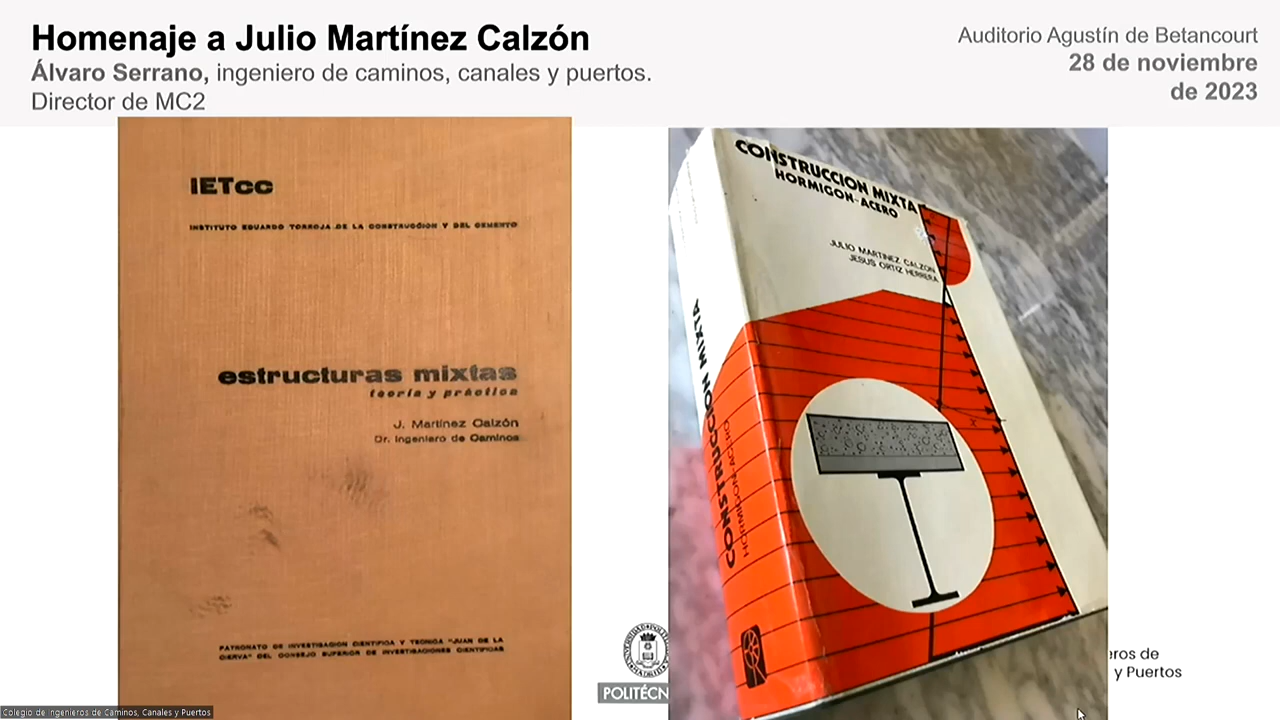 Homenaje a Julio Martínez Calzón
Álvaro Serrano, ingeniero de caminos, canales y puertos.
Director de MC2
Auditorio Agustín de Betancourt
28 de noviembre
de 2023
IETcc
INSTITUTO EDUARDO TORROJA DE LA CONSTRUCCION Y DEL CEMENTO
estructuras mixtas
teoría y práctica
J. Martínez Calzón
Dr. Ingeniero de Caminos
PATRONATO DE INVESTIGACION CIENTIFICA Y TECNICA "JUAN DE LA
CIERVA" DEL CONSEJO SUPERIOR DE INVESTIGACIONES CIENTIFICAS
CONSTRUCCION MIXTA
HORMIGON-ACERO
JULIO MARTINEZ CALZON
JESUS ORTIZ HERRERA
CONSTRUCCION MIXTA
HORMIGON-ACERO
POLITÉCN
eros de
y Puertos
Colegio de Ingenieros de Caminos, Canales y Puertos